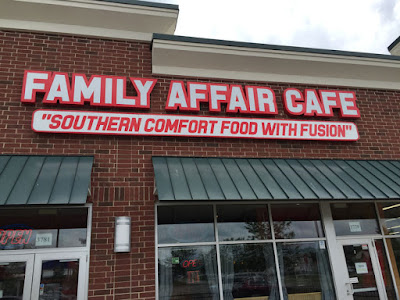 FAMILY AFFAIR CAFE
"SOUTHERN COMFORT FOOD WITH FUSION"